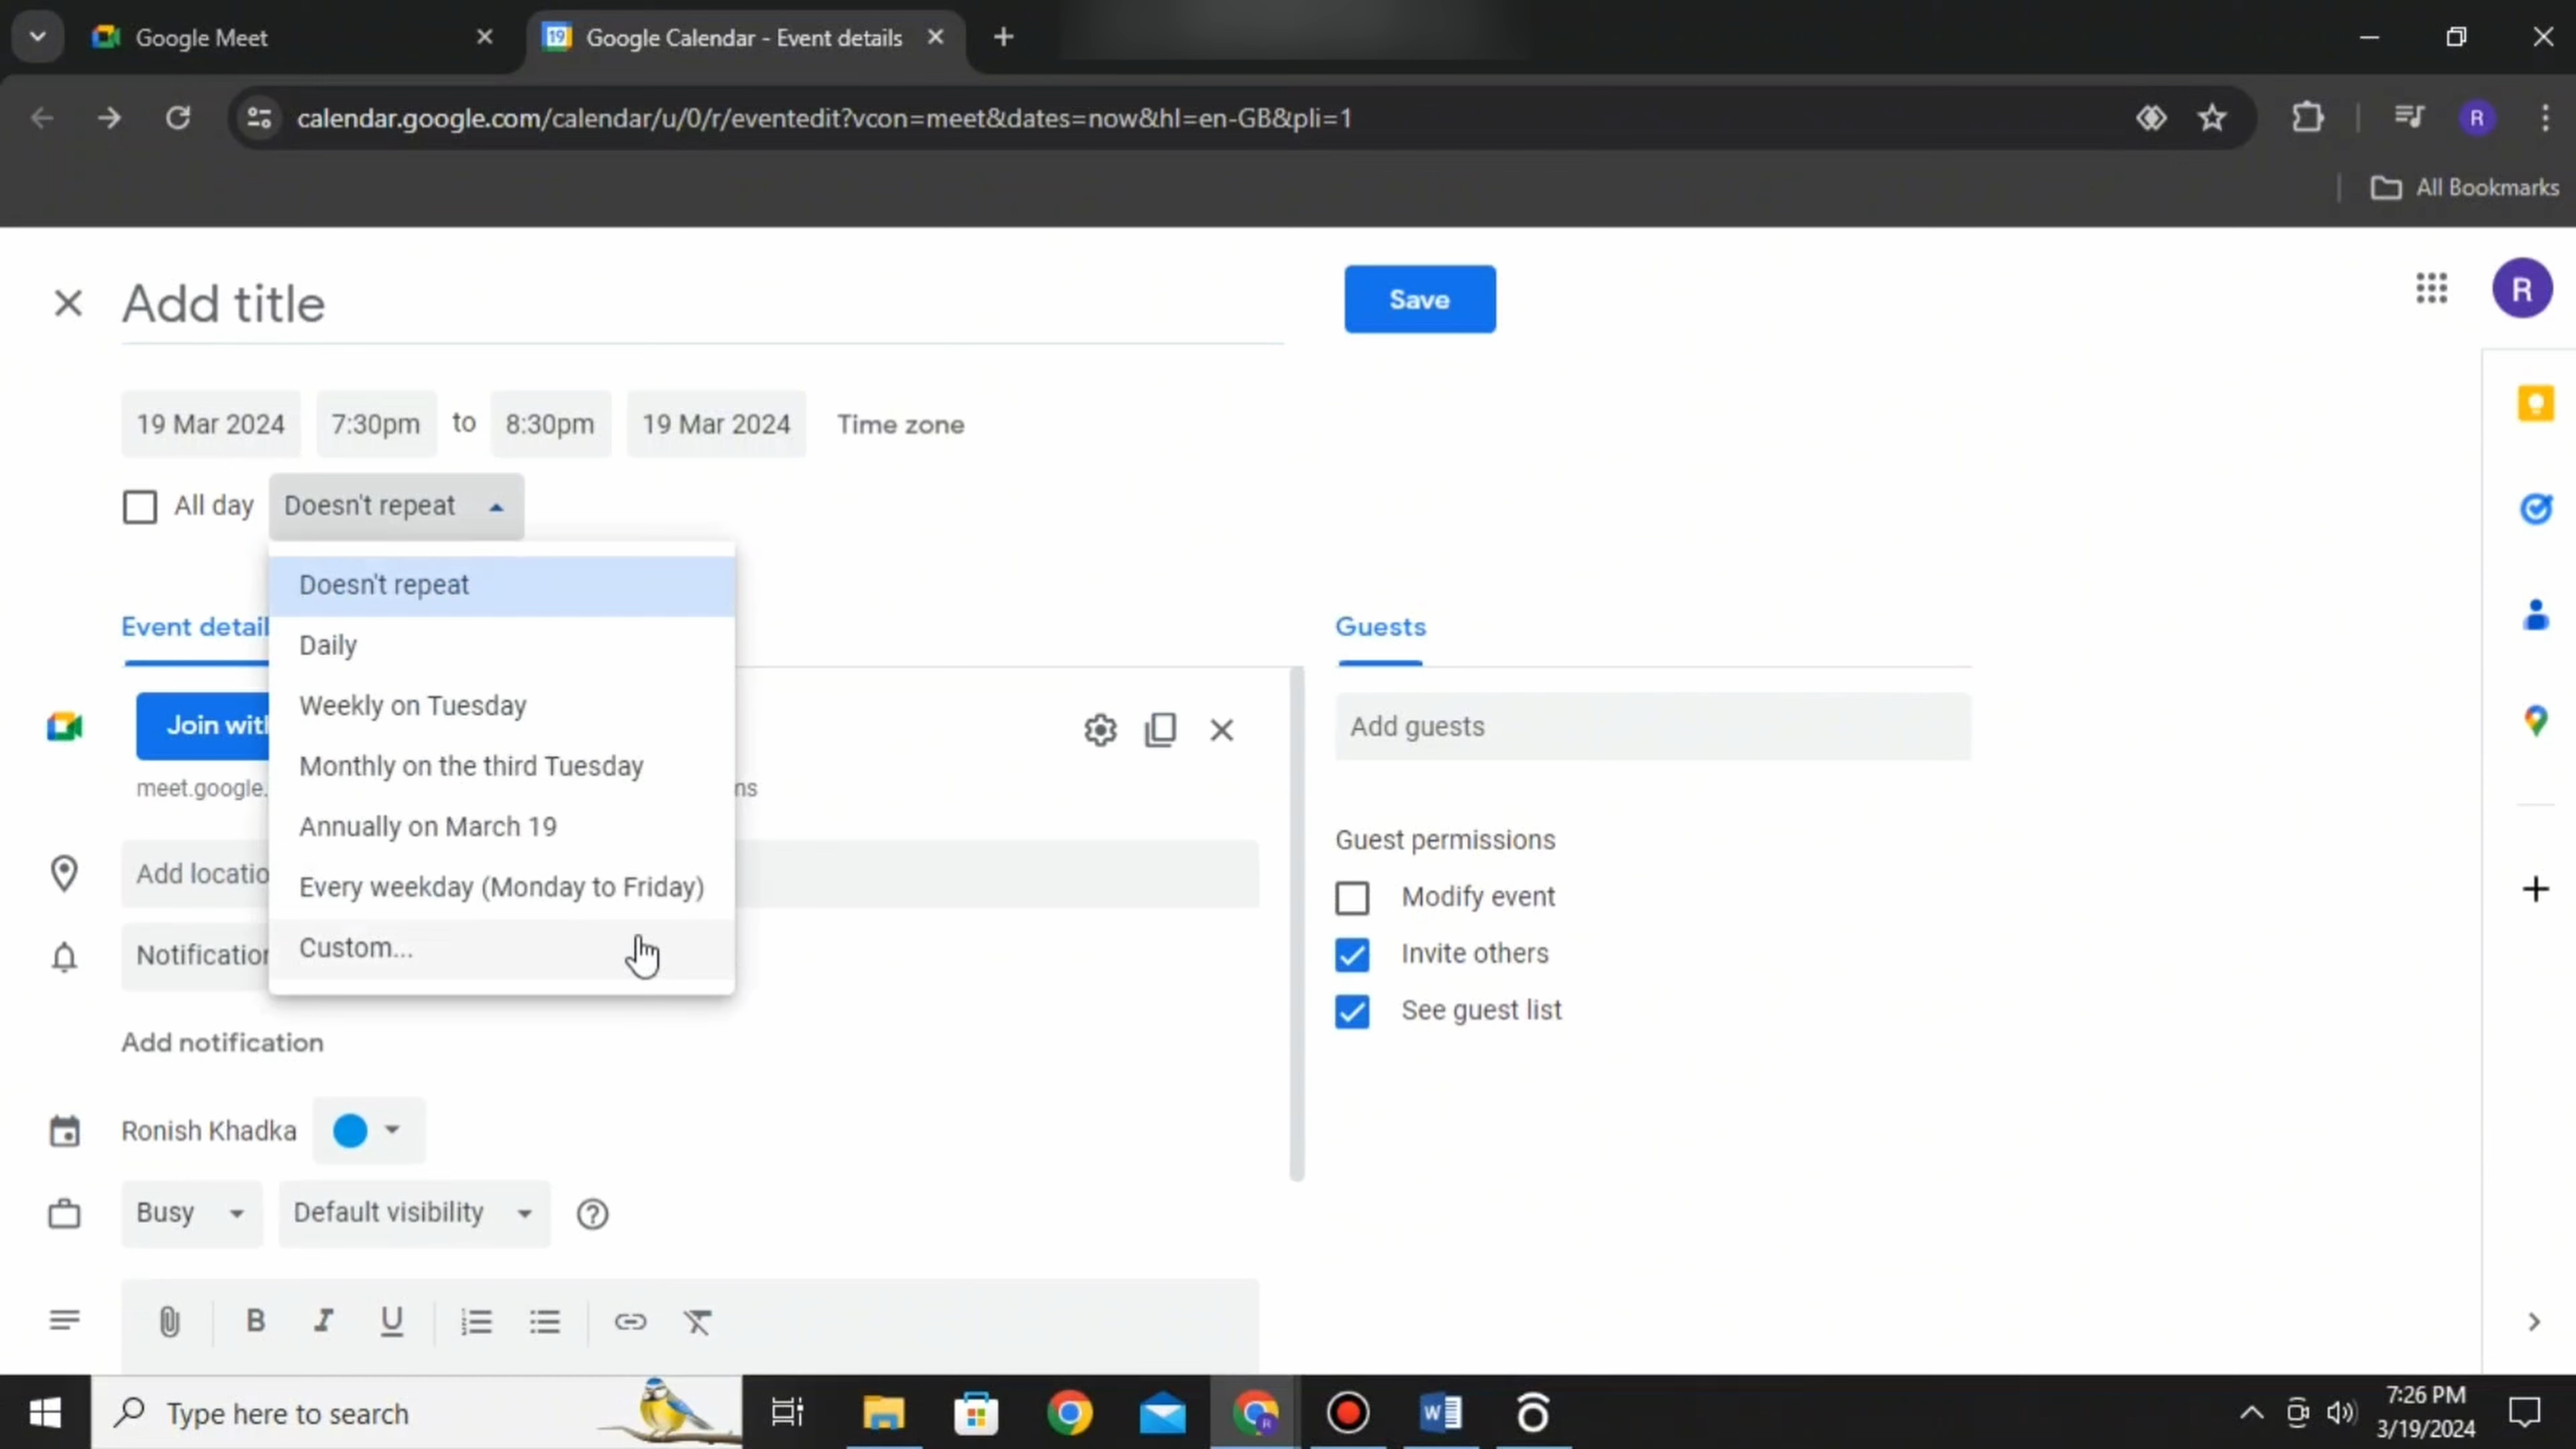 Google Meet
19 Google Calendar - Event details
calendar.google.com/calendar/u/0/r/eventedit?vcon=meet&dates=now&hl=en-GB&pli=1
R
All Bookmarks
Add title
Save
R
19 Mar 2024 7:30pm to 8:30pm 19 Mar 2024 Time zone
All day Doesn't repeat
Doesn't repeat
Daily
Weekly on Tuesday
Monthly on the third Tuesday
Annually on March 19
Every weekday (Monday to Friday)
Custom...
Event detail
Join with
meet.google.
ns
Add locatio
Notification
Add notification
Ronish Khadka
Busy Default visibility
B I U
Guests
Add guests
Guest permissions
Modify event
Invite others
See guest list
Type here to search
R
W
7:26 PM
3/19/2024